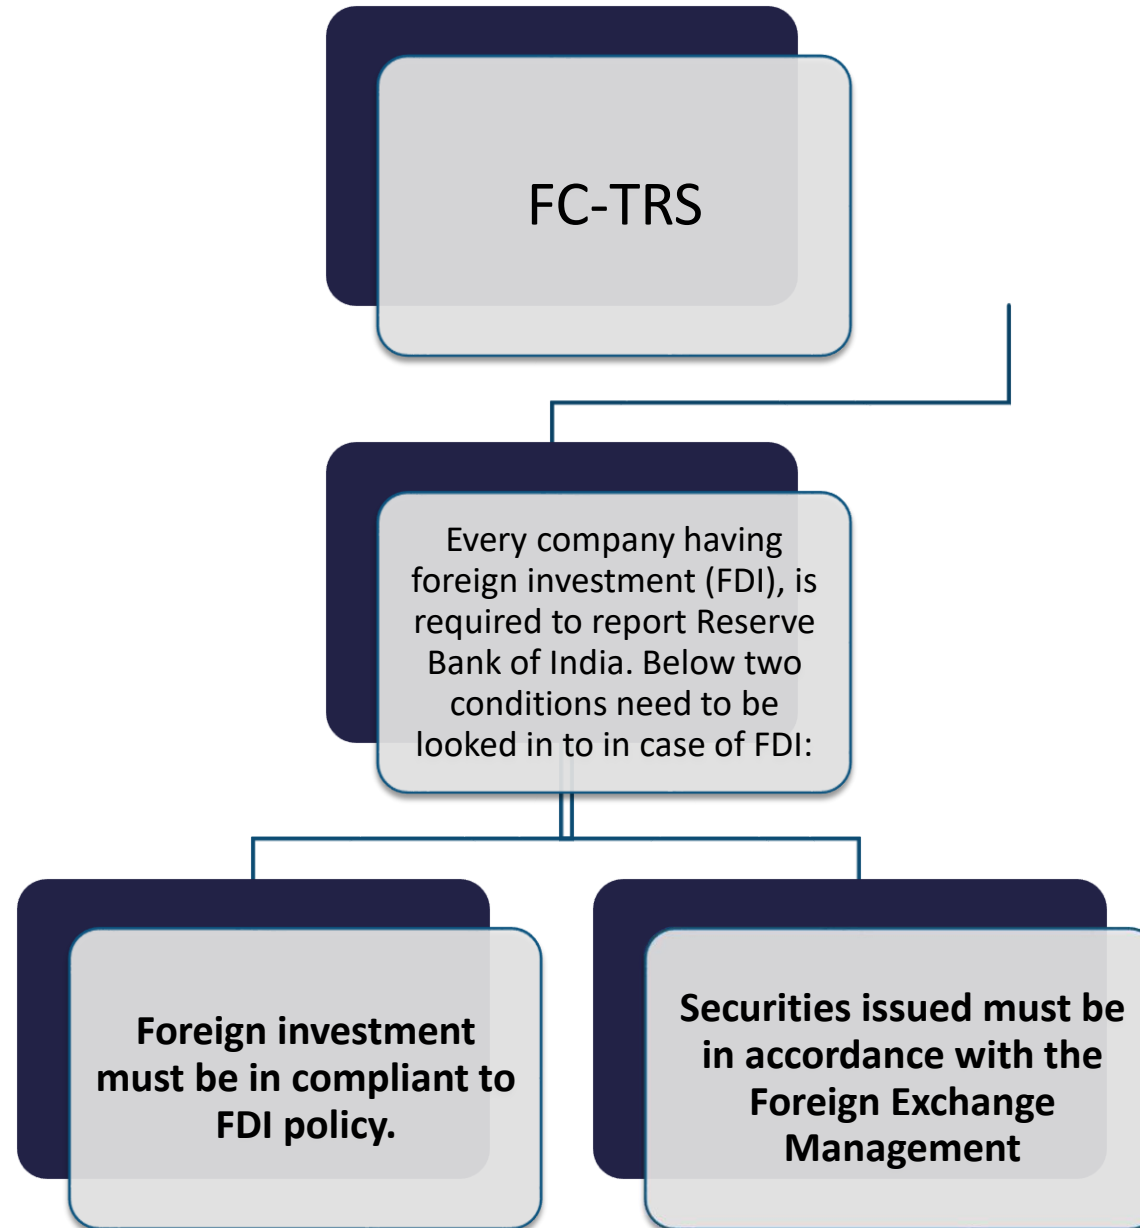 FC-TRS
Every company having
foreign investment (FDI), is
required to report Reserve
Bank of India. Below two
conditions need to be
looked in to in case of FDI:
Foreign investment
must be in compliant to
FDI policy.
Securities issued must be
in accordance with the
Foreign Exchange
Management